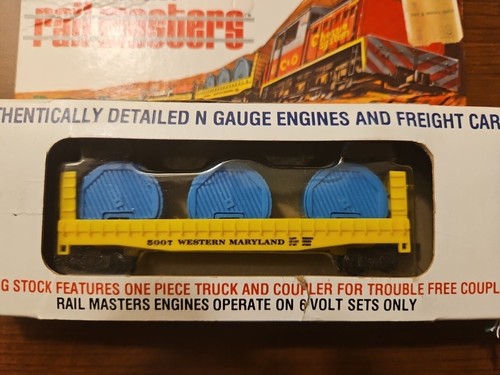 rail masters
C&O
THENTICALLY DETAILED N GAUGE ENGINES AND FREIGHT CAR
5007 WESTERN MARYLAND
G STOCK FEATURES ONE PIECE TRUCK AND COUPLER FOR TROUBLE FREE COUPL
RAIL MASTERS ENGINES OPERATE ON 6 VOLT SETS ONLY